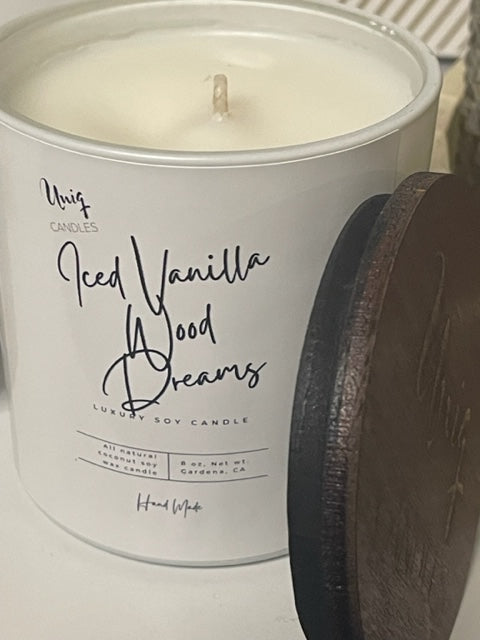 Uniq
CANDLES
Iced Vanilla
Wood
Dreams
LUXURY SOY CANDLE
All natural
coconut soy
wax candle
8 oz. Net wt.
Gardena, CA
Hand Made